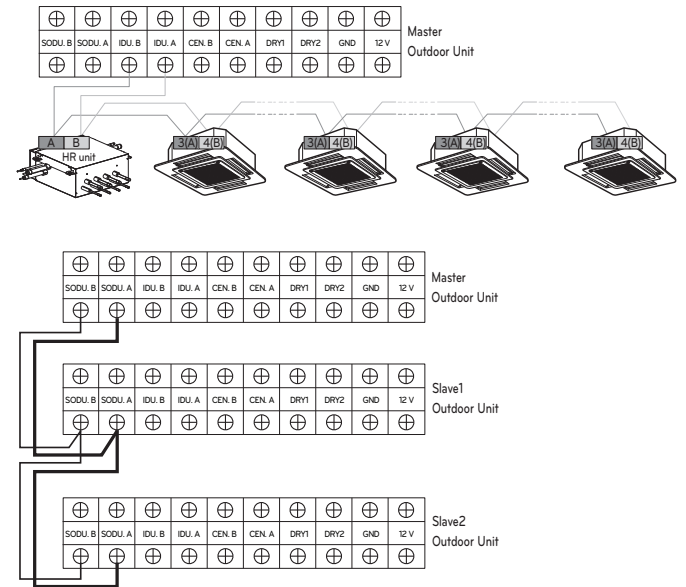 SODU. B SODU. A IDU. B IDU. A CEN. B CEN. A DRY1 DRY2 GND 12 V
Master
Outdoor Unit
A B 3(A) 4(B) 3(A) 4(B) 3(A) 4(B) 3(A) 4(B)
HR unit
SODU. B SODU. A IDU. B IDU. A CEN. B CEN. A DRY1 DRY2 GND 12 V
Master
Outdoor Unit
SODU. B SODU. A IDU. B IDU. A CEN. B CEN. A DRY1 DRY2 GND 12 V
Slave1
Outdoor Unit
SODU. B SODU. A IDU. B IDU. A CEN. B CEN. A DRY1 DRY2 GND 12 V
Slave2
Outdoor Unit